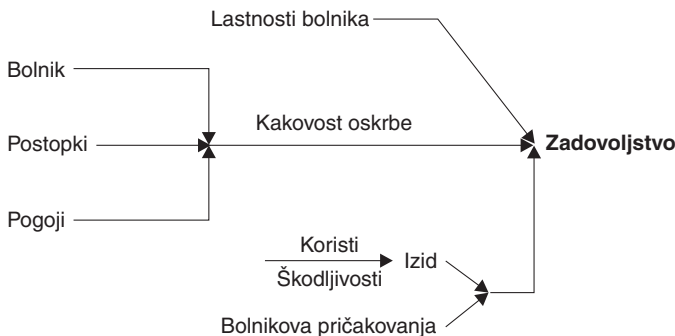 Lastnosti bolnika
Bolnik
Kakovost oskrbe
Postopki
Zadovoljstvo
Pogoji
Koristi
Izid
Škodljivosti
Bolnikova pričakovanja